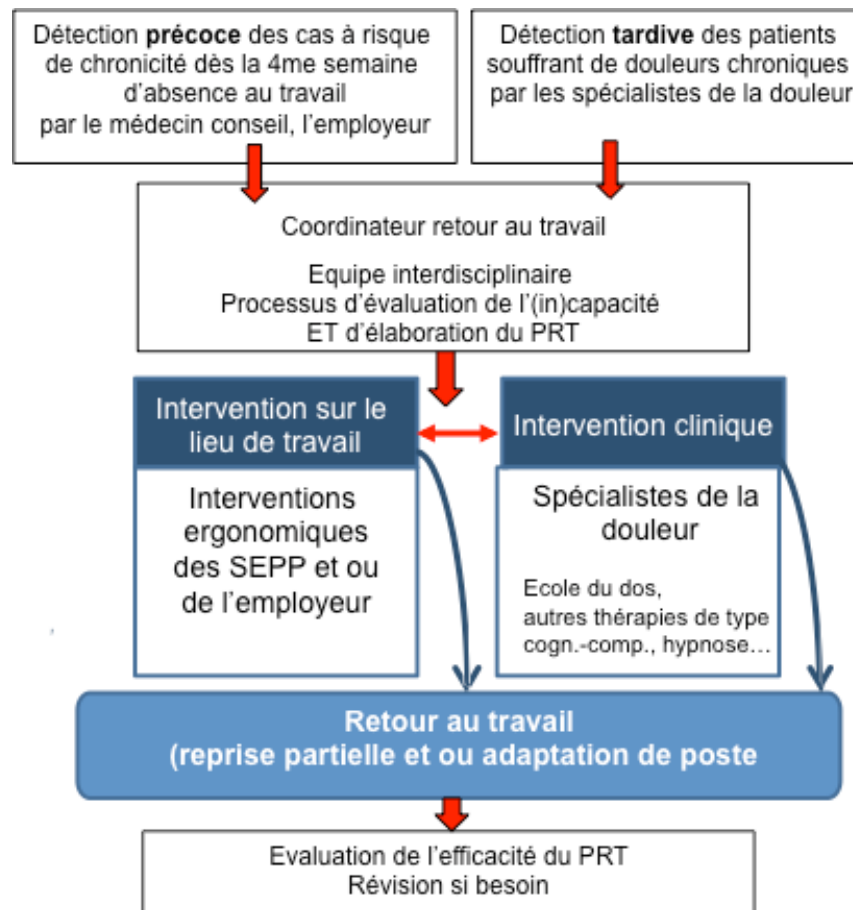 Détection précoce des cas à risque
de chronicité dès la 4me semaine
d'absence au travail
par le médecin conseil, l'employeur
Détection tardive des patients
souffrant de douleurs chroniques
par les spécialistes de la douleur
Coordinateur retour au travail
Equipe interdisciplinaire
Processus d'évaluation de l'(in)capacité
ET d'élaboration du PRT
Intervention sur le
lieu de travail
Interventions
ergonomiques
des SEPP et ou
de l'employeur
Intervention clinique
Spécialistes de la
douleur
Ecole du dos,
autres thérapies de type
cogn.-comp., hypnose…
Retour au travail
(reprise partielle et ou adaptation de poste
Evaluation de l'efficacité du PRT
Révision si besoin